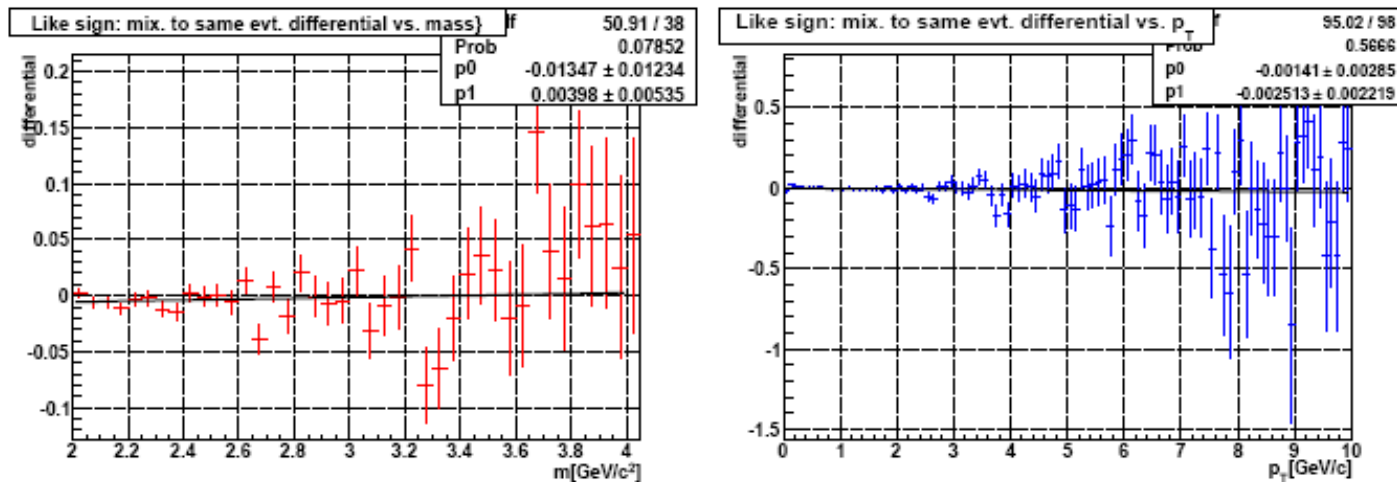 Like sign: mix. to same evt. differential vs. mass}
50.91 / 38
Prob 0.07852
p0 -0.01347 ± 0.01234
p1 0.00398 ± 0.00535
differential
0.2
0.15
0.1
0.05
0
-0.05
-0.1
2 2.2 2.4 2.6 2.8 3 3.2 3.4 3.6 3.8 4
m[GeV/c²]
Like sign: mix. to same evt. differential vs. p_T
95.02 / 98
Prob 0.5666
p0 -0.00141 ± 0.00285
p1 -0.002513 ± 0.002219
differential
0.5
0
-0.5
-1
-1.5
0 1 2 3 4 5 6 7 8 9 10
p_T[GeV/c]